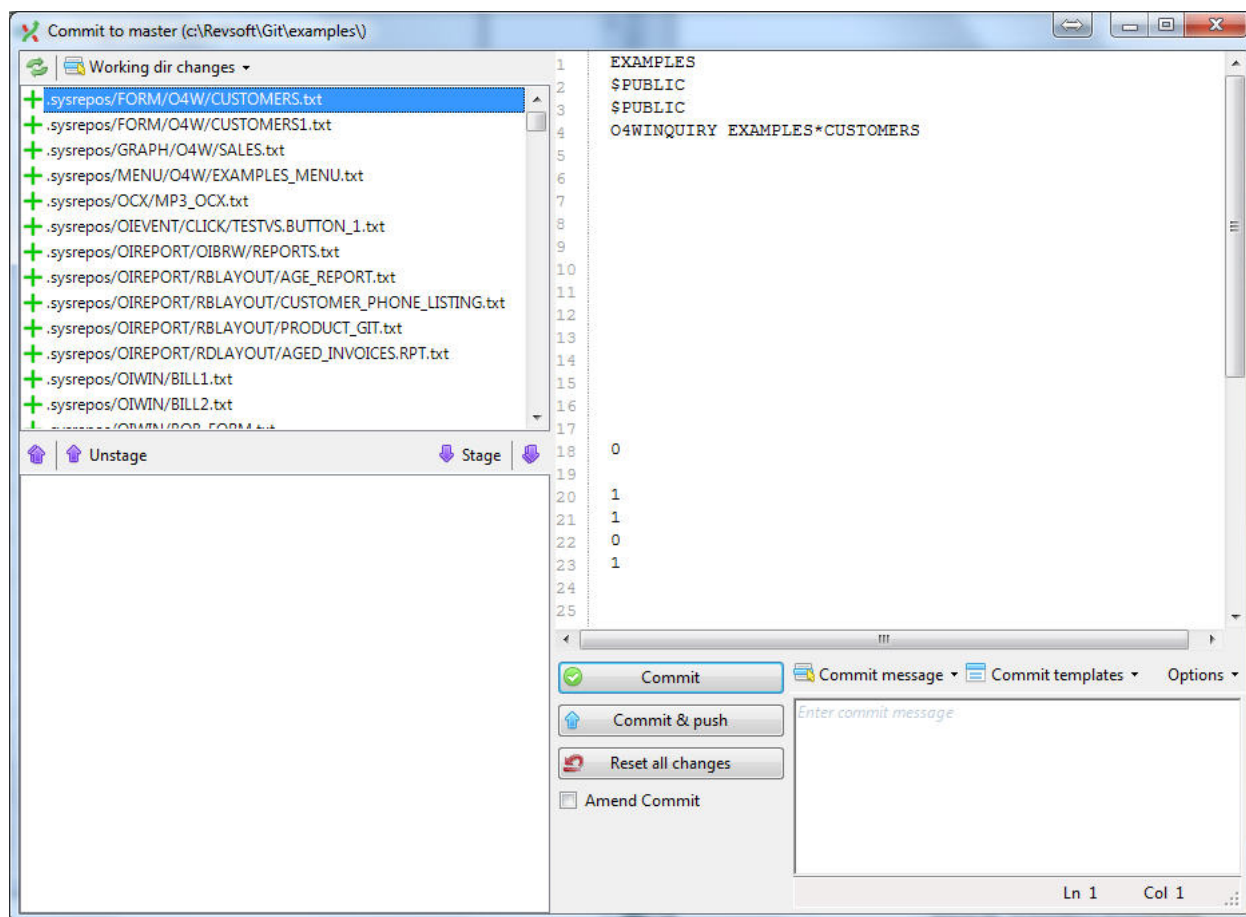 Commit to master (c:\Revsoft\Git\examples\)
Working dir changes
.sysrepos/FORM/O4W/CUSTOMERS.txt
.sysrepos/FORM/O4W/CUSTOMERS1.txt
.sysrepos/GRAPH/O4W/SALES.txt
.sysrepos/MENU/O4W/EXAMPLES_MENU.txt
.sysrepos/OCX/MP3_OCX.txt
.sysrepos/OIEVENT/CLICK/TESTVS.BUTTON_1.txt
.sysrepos/OIREPORT/OIBRW/REPORTS.txt
.sysrepos/OIREPORT/RBLAYOUT/AGE_REPORT.txt
.sysrepos/OIREPORT/RBLAYOUT/CUSTOMER_PHONE_LISTING.txt
.sysrepos/OIREPORT/RBLAYOUT/PRODUCT_GIT.txt
.sysrepos/OIREPORT/RDLAYOUT/AGED_INVOICES.RPT.txt
.sysrepos/OIWIN/BILL1.txt
.sysrepos/OIWIN/BILL2.txt
Unstage Stage
1 EXAMPLES
2 $PUBLIC
3 $PUBLIC
4 O4WINQUIRY EXAMPLES*CUSTOMERS
5
6
7
8
9
10
11
12
13
14
15
16
17
18 0
19
20 1
21 1
22 0
23 1
24
25
Commit
Commit & push
Reset all changes
Amend Commit
Commit message Commit templates Options
Enter commit message
Ln 1 Col 1